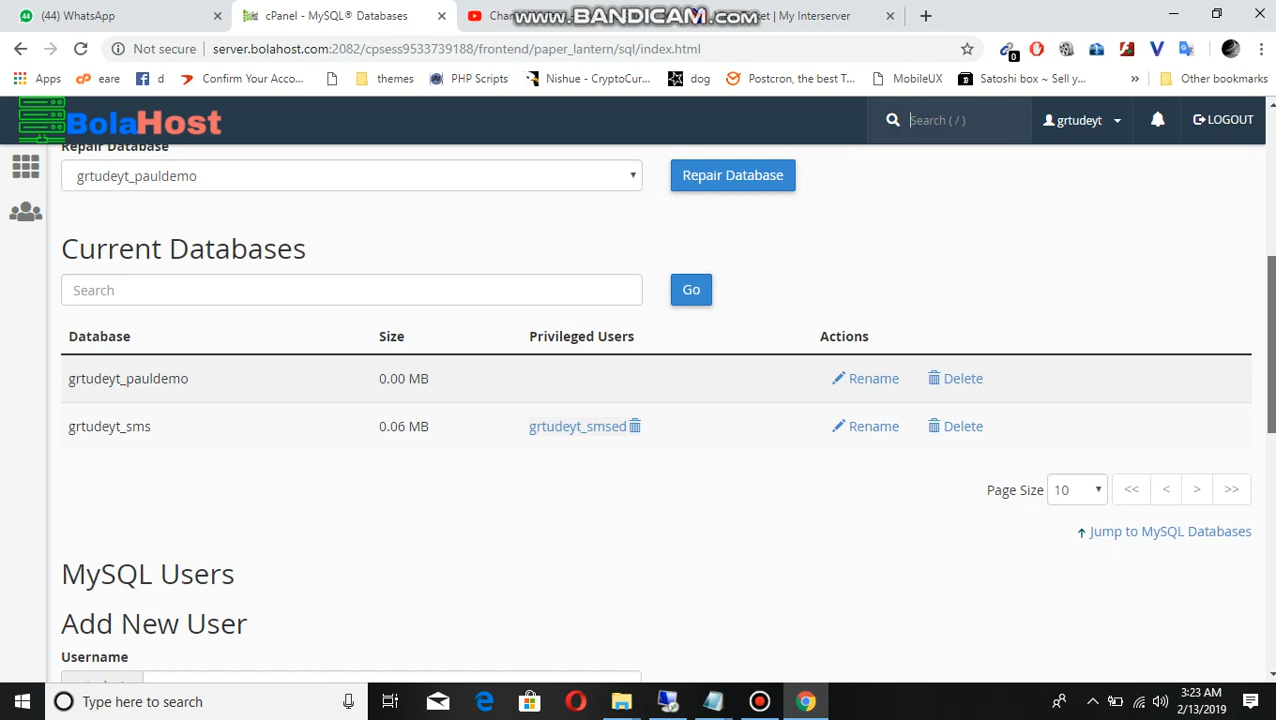 (44) WhatsApp
cPanel - MySQL® Databases
www.BANDICAM.com
ket | My Interserver
Not secure
server.bolahost.com:2082/cpsess9533739188/frontend/paper_lantern/sql/index.html
0
Apps
eare
d
Confirm Your Acco...
themes
PHP Scripts
Nishue - CryptoCur...
dog
Postcron, the best T...
MobileUX
Satoshi box ~ Sell y...
»
Other bookmarks
BolaHost
Search ( / )
grtudeyt
LOGOUT
Repair Database
grtudeyt_pauldemo
Repair Database
Current Databases
Search
Go
Database Size Privileged Users Actions
grtudeyt_pauldemo 0.00 MB Rename Delete
grtudeyt_sms 0.06 MB grtudeyt_smsed Rename Delete
Page Size 10 << < > >>
Jump to MySQL Databases
MySQL Users
Add New User
Username
Type here to search
3:23 AM
2/13/2019